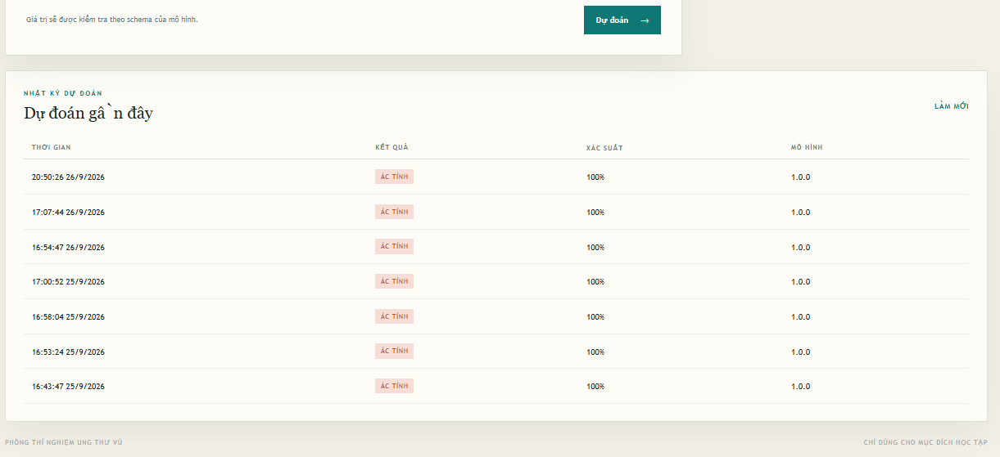 Giá trị sẽ được kiểm tra theo schema của mô hình.
Dự đoán →
NHẬT KÝ DỰ ĐOÁN
Dự đoán gần đây
LÀM MỚI
THỜI GIAN KẾT QUẢ XÁC SUẤT MÔ HÌNH
20:50:26 26/9/2026 ÁC TÍNH 100% 1.0.0
17:07:44 26/9/2026 ÁC TÍNH 100% 1.0.0
16:54:47 26/9/2026 ÁC TÍNH 100% 1.0.0
17:00:52 25/9/2026 ÁC TÍNH 100% 1.0.0
16:58:04 25/9/2026 ÁC TÍNH 100% 1.0.0
16:53:24 25/9/2026 ÁC TÍNH 100% 1.0.0
16:43:47 25/9/2026 ÁC TÍNH 100% 1.0.0
PHÒNG THÍ NGHIỆM UNG THƯ VÚ
CHỈ DÙNG CHO MỤC ĐÍCH HỌC TẬP